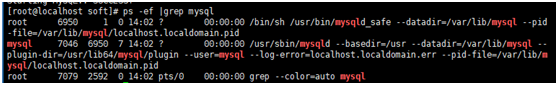 [root@localhost soft]# ps -ef |grep mysql
root 6950 1 0 14:02 ? 00:00:00 /bin/sh /usr/bin/mysqld_safe --datadir=/var/lib/mysql --pid
-file=/var/lib/mysql/localhost.localdomain.pid
mysql 7046 6950 7 14:02 ? 00:00:00 /usr/sbin/mysqld --basedir=/usr --datadir=/var/lib/mysql --
plugin-dir=/usr/lib64/mysql/plugin --user=mysql --log-error=localhost.localdomain.err --pid-file=/var/lib/m
ysql/localhost.localdomain.pid
root 7079 2592 0 14:02 pts/0 00:00:00 grep --color=auto mysql